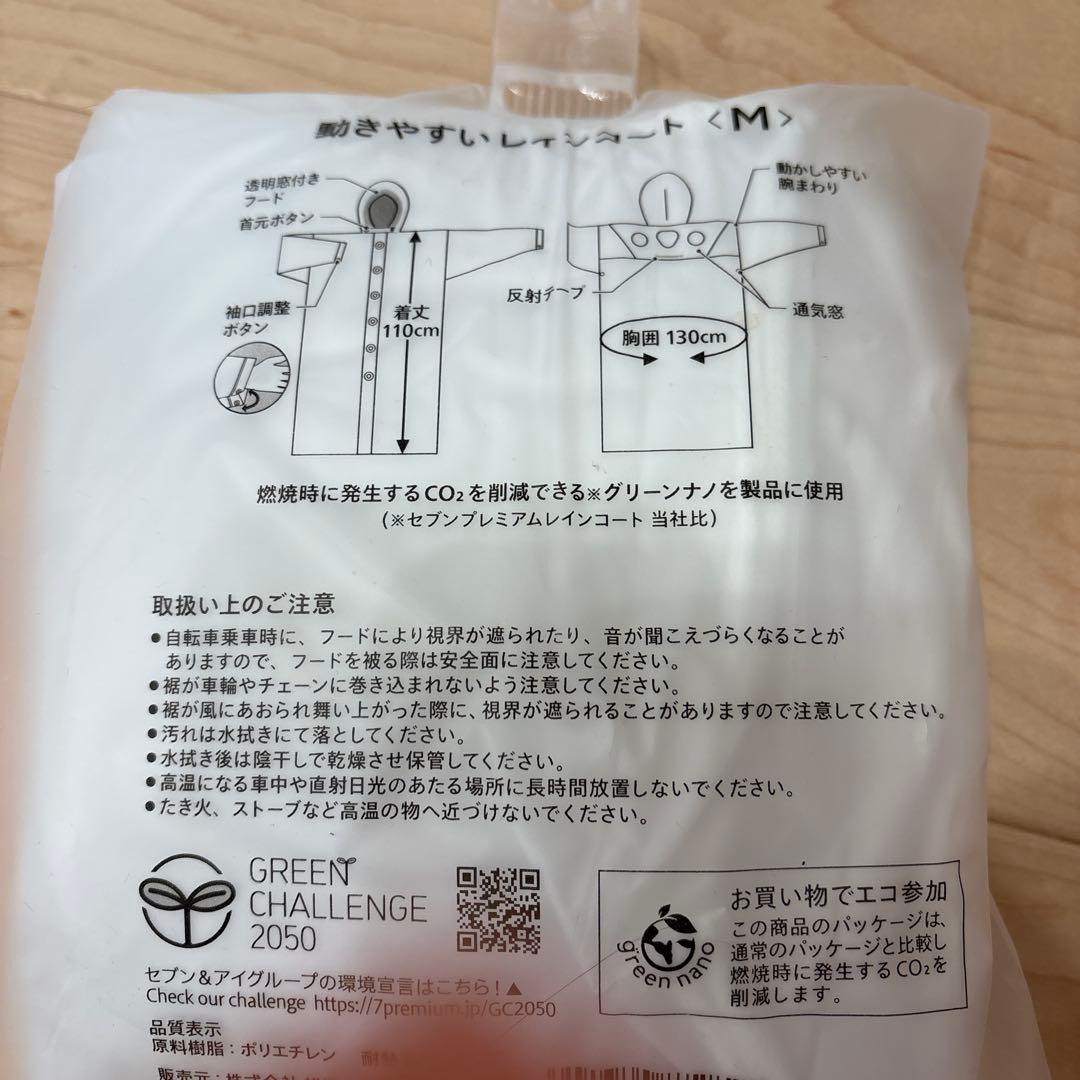 動きやすいレインコート〈M〉
透明窓付き
フード
首元ボタン
袖口調整
ボタン
着丈
110cm
動かしやすい
腕まわり
反射テープ
通気窓
胸囲 130cm
燃焼時に発生するCO₂を削減できる※グリーンナノを製品に使用
(※セブンプレミアムレインコート 当社比)
取扱い上のご注意
●自転車乗車時に、フードにより視界が遮られたり、音が聞こえづらくなることが
ありますので、フードを被る際は安全面に注意してください。
●裾が車輪やチェーンに巻き込まれないよう注意してください。
●裾が風にあおられ舞い上がった際に、視界が遮られることがありますので注意してください。
●汚れは水拭きにて落としてください。
●水拭き後は陰干しで乾燥させ保管してください。
●高温になる車中や直射日光のあたる場所に長時間放置しないでください。
●たき火、ストーブなど高温の物へ近づけないでください。
GREEN
CHALLENGE
2050
セブン&アイグループの環境宣言はこちら!▲
Check our challenge https://7premium.jp/GC2050
green nano
お買い物でエコ参加
この商品のパッケージは、
通常のパッケージと比較し
燃焼時に発生するCO₂を
削減します。
品質表示
原料樹脂:ポリエチレン 耐熱
販売元:株式会社